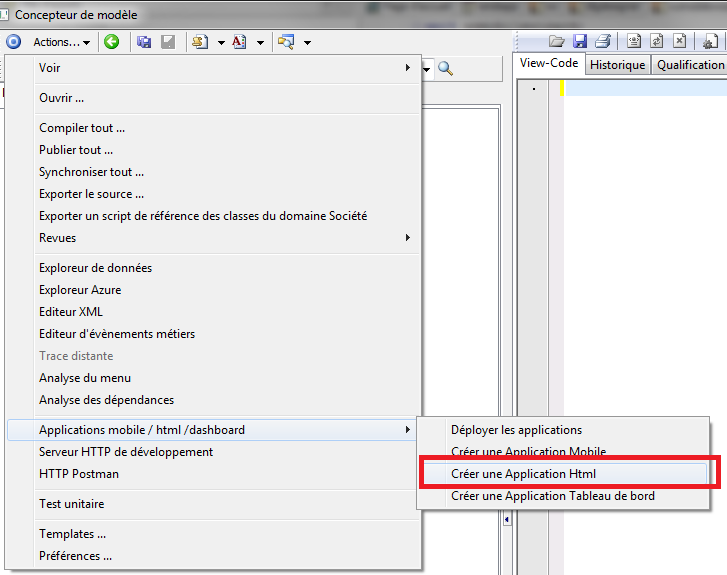 Concepteur de modèle
Actions...
View-Code Historique Qualification
Voir
Ouvrir ...
Compiler tout ...
Publier tout ...
Synchroniser tout ...
Exporter le source ...
Exporter un script de référence des classes du domaine Société
Revues
Exploreur de données
Exploreur Azure
Editeur XML
Editeur d'évènements métiers
Trace distante
Analyse du menu
Analyse des dépendances
Applications mobile / html /dashboard
Serveur HTTP de développement
HTTP Postman
Test unitaire
Templates ...
Préférences ...
Déployer les applications
Créer une Application Mobile
Créer une Application Html
Créer une Application Tableau de bord